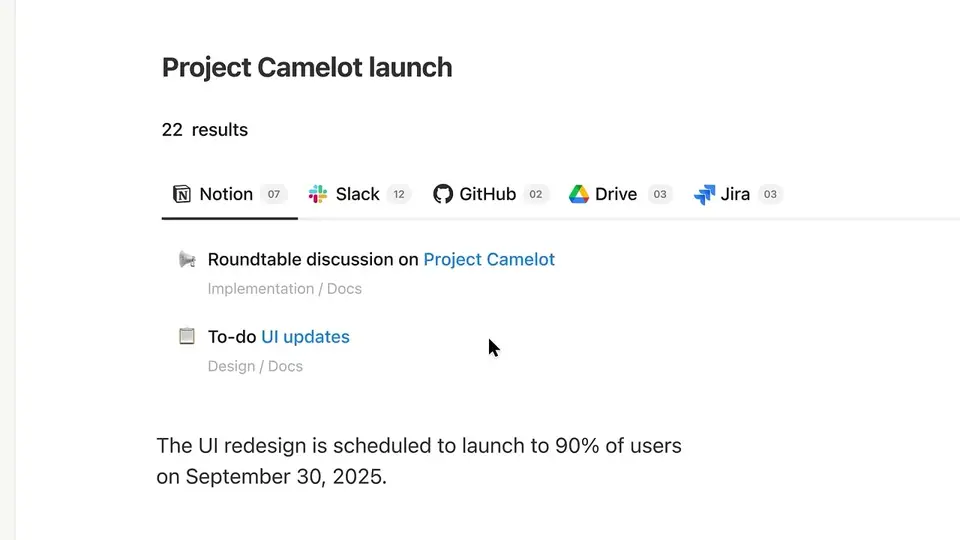 Project Camelot launch
22 results
Notion 07 Slack 12 GitHub 02 Drive 03 Jira 03
Roundtable discussion on Project Camelot
Implementation / Docs
To-do UI updates
Design / Docs
The UI redesign is scheduled to launch to 90% of users
on September 30, 2025.